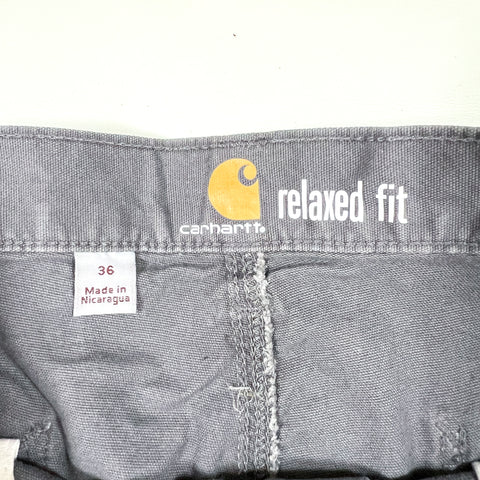 carhartt
relaxed fit
36
Made in
Nicaragua